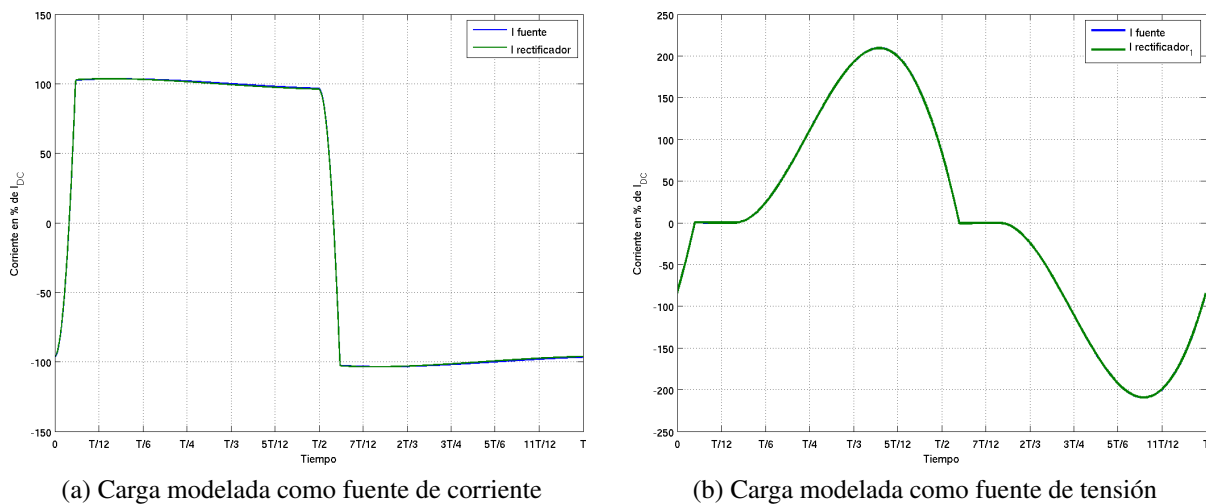 150
100
50
0
-50
-100
-150
Corriente en % de I_DC
I fuente
I rectificador
0 T/12 T/6 T/4 T/3 5T/12 T/2 7T/12 2T/3 3T/4 5T/6 11T/12 T
Tiempo
(a) Carga modelada como fuente de corriente
250
200
150
100
50
0
-50
-100
-150
-200
-250
Corriente en % de I_DC
I fuente
I rectificador_1
0 T/12 T/6 T/4 T/3 5T/12 T/2 7T/12 2T/3 3T/4 5T/6 11T/12 T
Tiempo
(b) Carga modelada como fuente de tensión